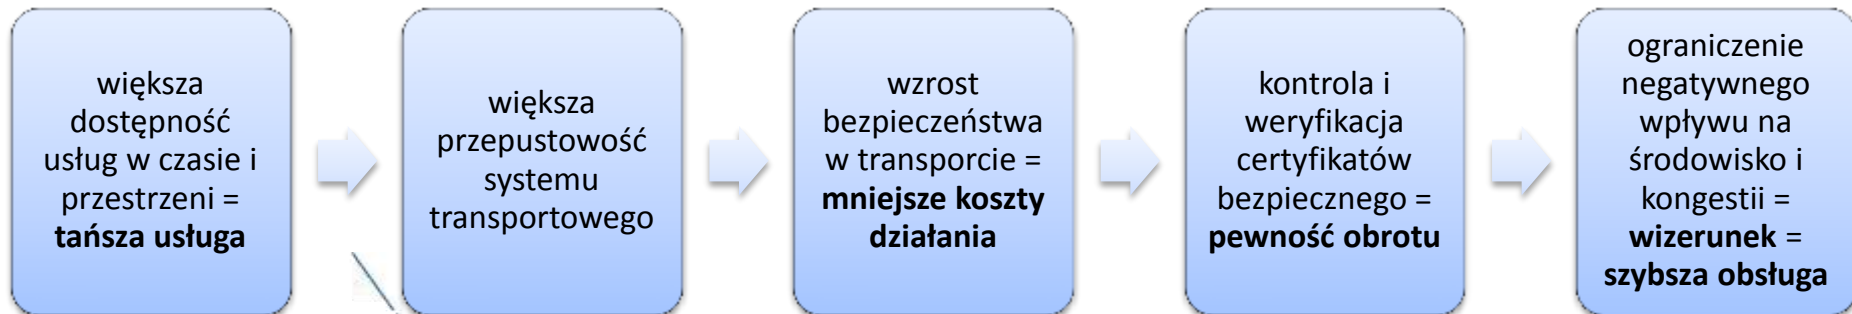 większa
dostępność
usług w czasie i
przestrzeni =
tańsza usługa
większa
przepustowość
systemu
transportowego
wzrost
bezpieczeństwa
w transporcie =
mniejsze koszty
działania
kontrola i
weryfikacja
certyfikatów
bezpiecznego =
pewność obrotu
ograniczenie
negatywnego
wpływu na
środowisko i
kongestii =
wizerunek =
szybsza obsługa